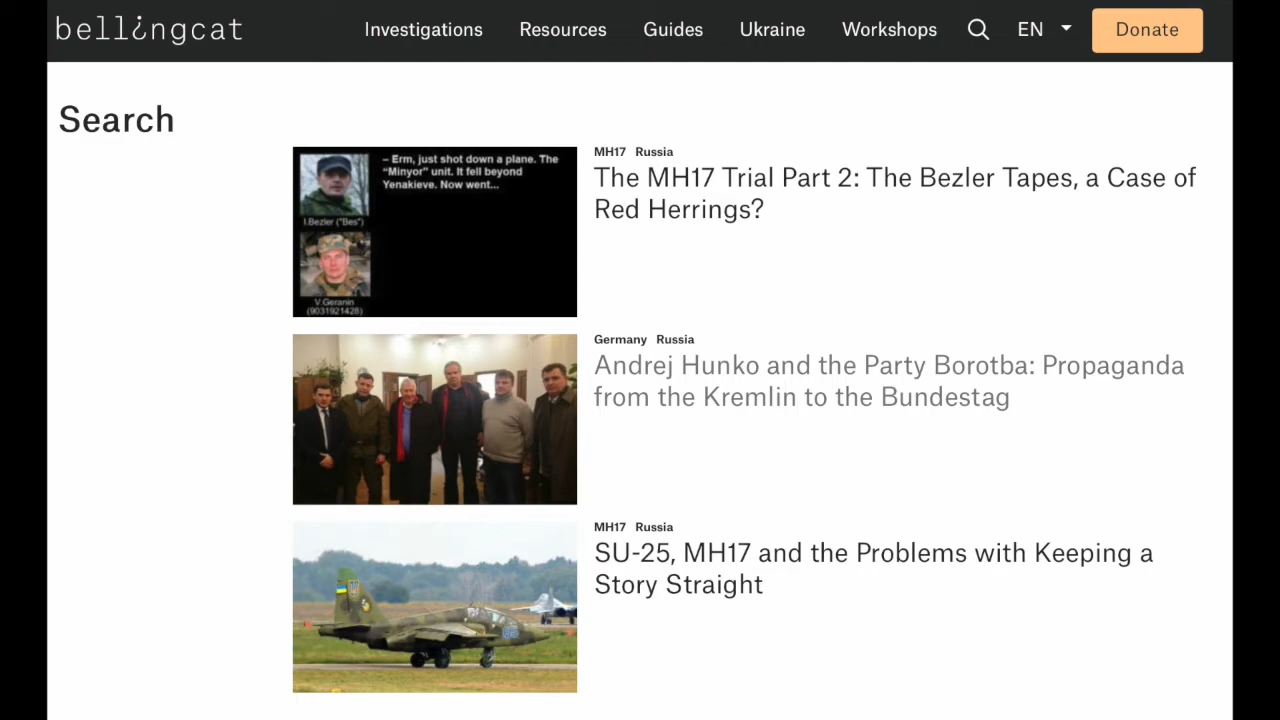 bellingcat
Investigations
Resources
Guides
Ukraine
Workshops
EN
Donate
Search
– Erm, just shot down a plane. The
“Minyor” unit. It fell beyond
Yenakieve. Now went...
I.Bezler ("Bes")
V.Geranin
(9031921428)
MH17 Russia
The MH17 Trial Part 2: The Bezler Tapes, a Case of
Red Herrings?
Germany Russia
Andrej Hunko and the Party Borotba: Propaganda
from the Kremlin to the Bundestag
MH17 Russia
SU-25, MH17 and the Problems with Keeping a
Story Straight